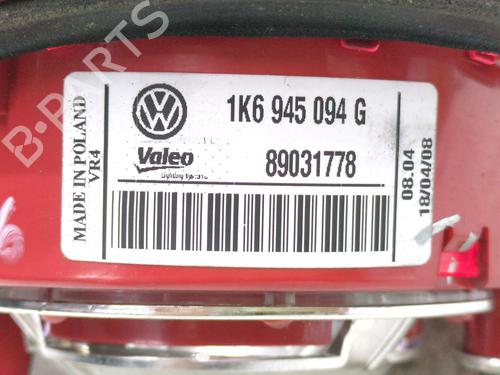 B-PARTS
MADE IN POLAND
VR4
1K6 945 094 G
Valeo
89031778
08.04
18/04/08